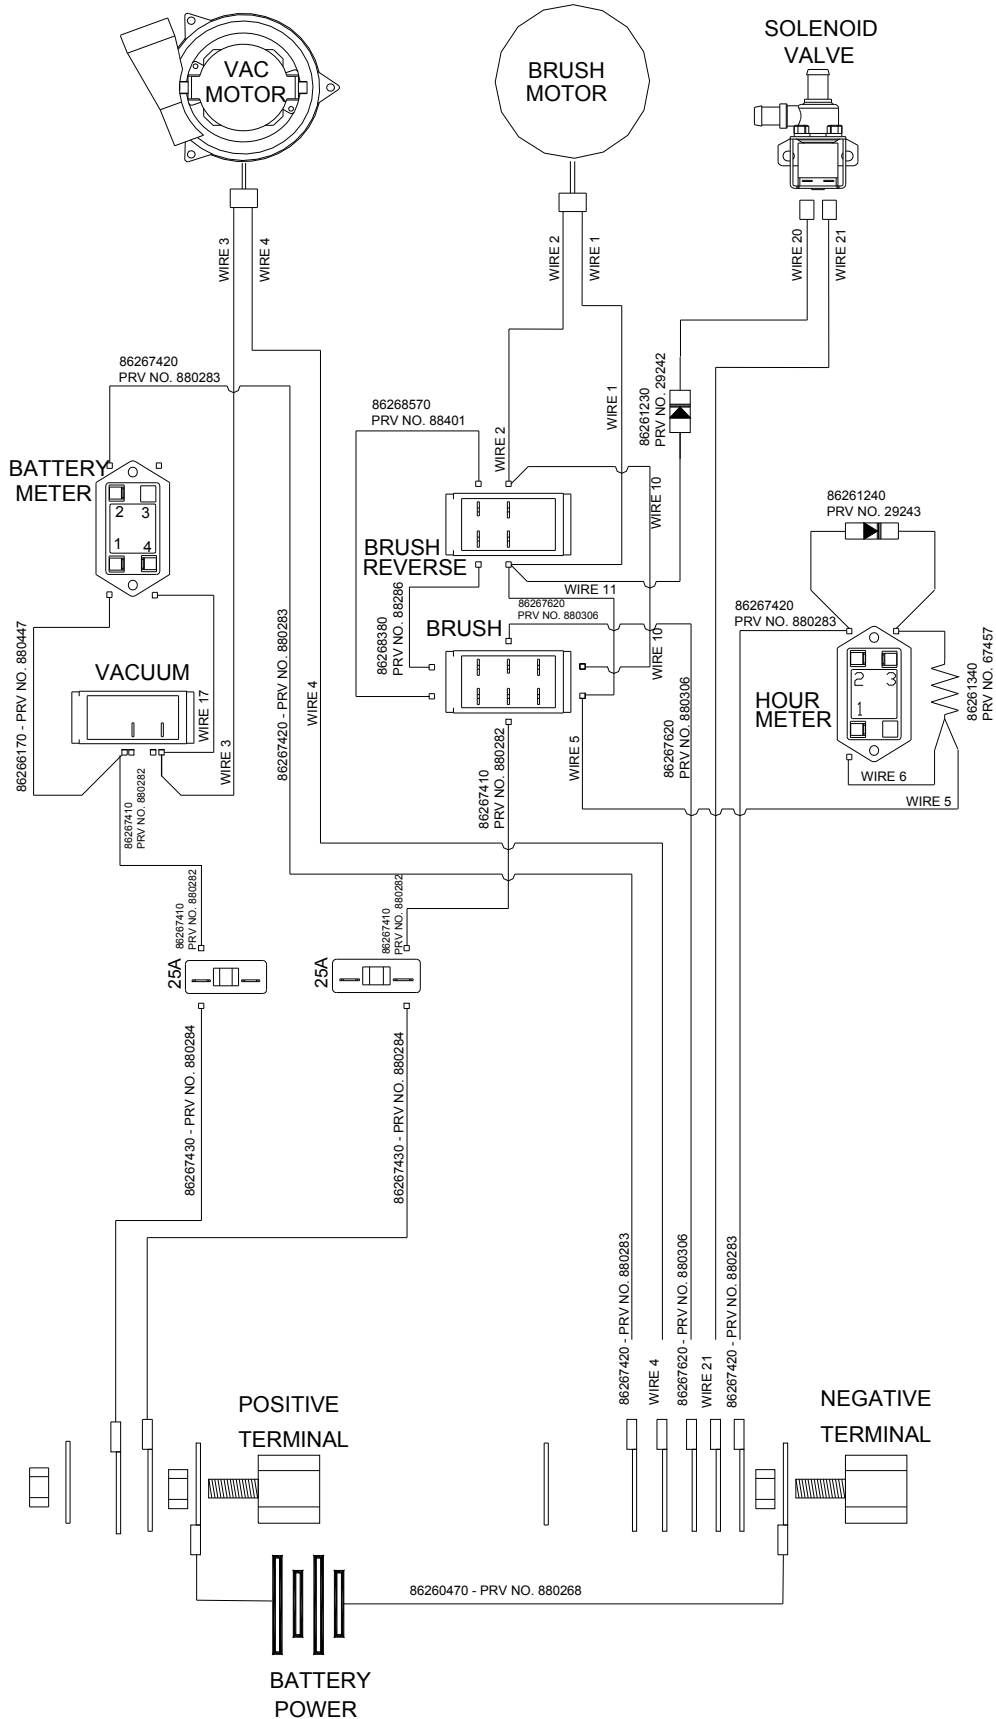 VAC
MOTOR
BRUSH
MOTOR
SOLENOID
VALVE
WIRE 3
WIRE 4
WIRE 2
WIRE 1
WIRE 20
WIRE 21
86267420
PRV NO. 880283
86268570
PRV NO. 88401
WIRE 2
WIRE 1
86261230
PRV NO. 29242
BATTERY
METER
2 3
1 4
WIRE 10
86261240
PRV NO. 29243
BRUSH
REVERSE
WIRE 11
86267620
PRV NO. 880306
86268380
PRV NO. 88286
BRUSH
WIRE 10
86267420
PRV NO. 880283
86266170 - PRV NO. 880447
VACUUM
WIRE 17
WIRE 3
86267420 - PRV NO. 880283
WIRE 4
86267620
PRV NO. 880306
HOUR
METER
2 3
1
86261340
PRV NO. 67457
86267410
PRV NO. 880282
86267410
PRV NO. 880282
WIRE 5
WIRE 6
WIRE 5
86267410
PRV NO. 880282
86267410
PRV NO. 880282
25A
25A
86267430 - PRV NO. 880284
86267430 - PRV NO. 880284
86267420 - PRV NO. 880283
WIRE 4
86267620 - PRV NO. 880306
WIRE 21
86267420 - PRV NO. 880283
POSITIVE
TERMINAL
NEGATIVE
TERMINAL
86260470 - PRV NO. 880268
BATTERY
POWER